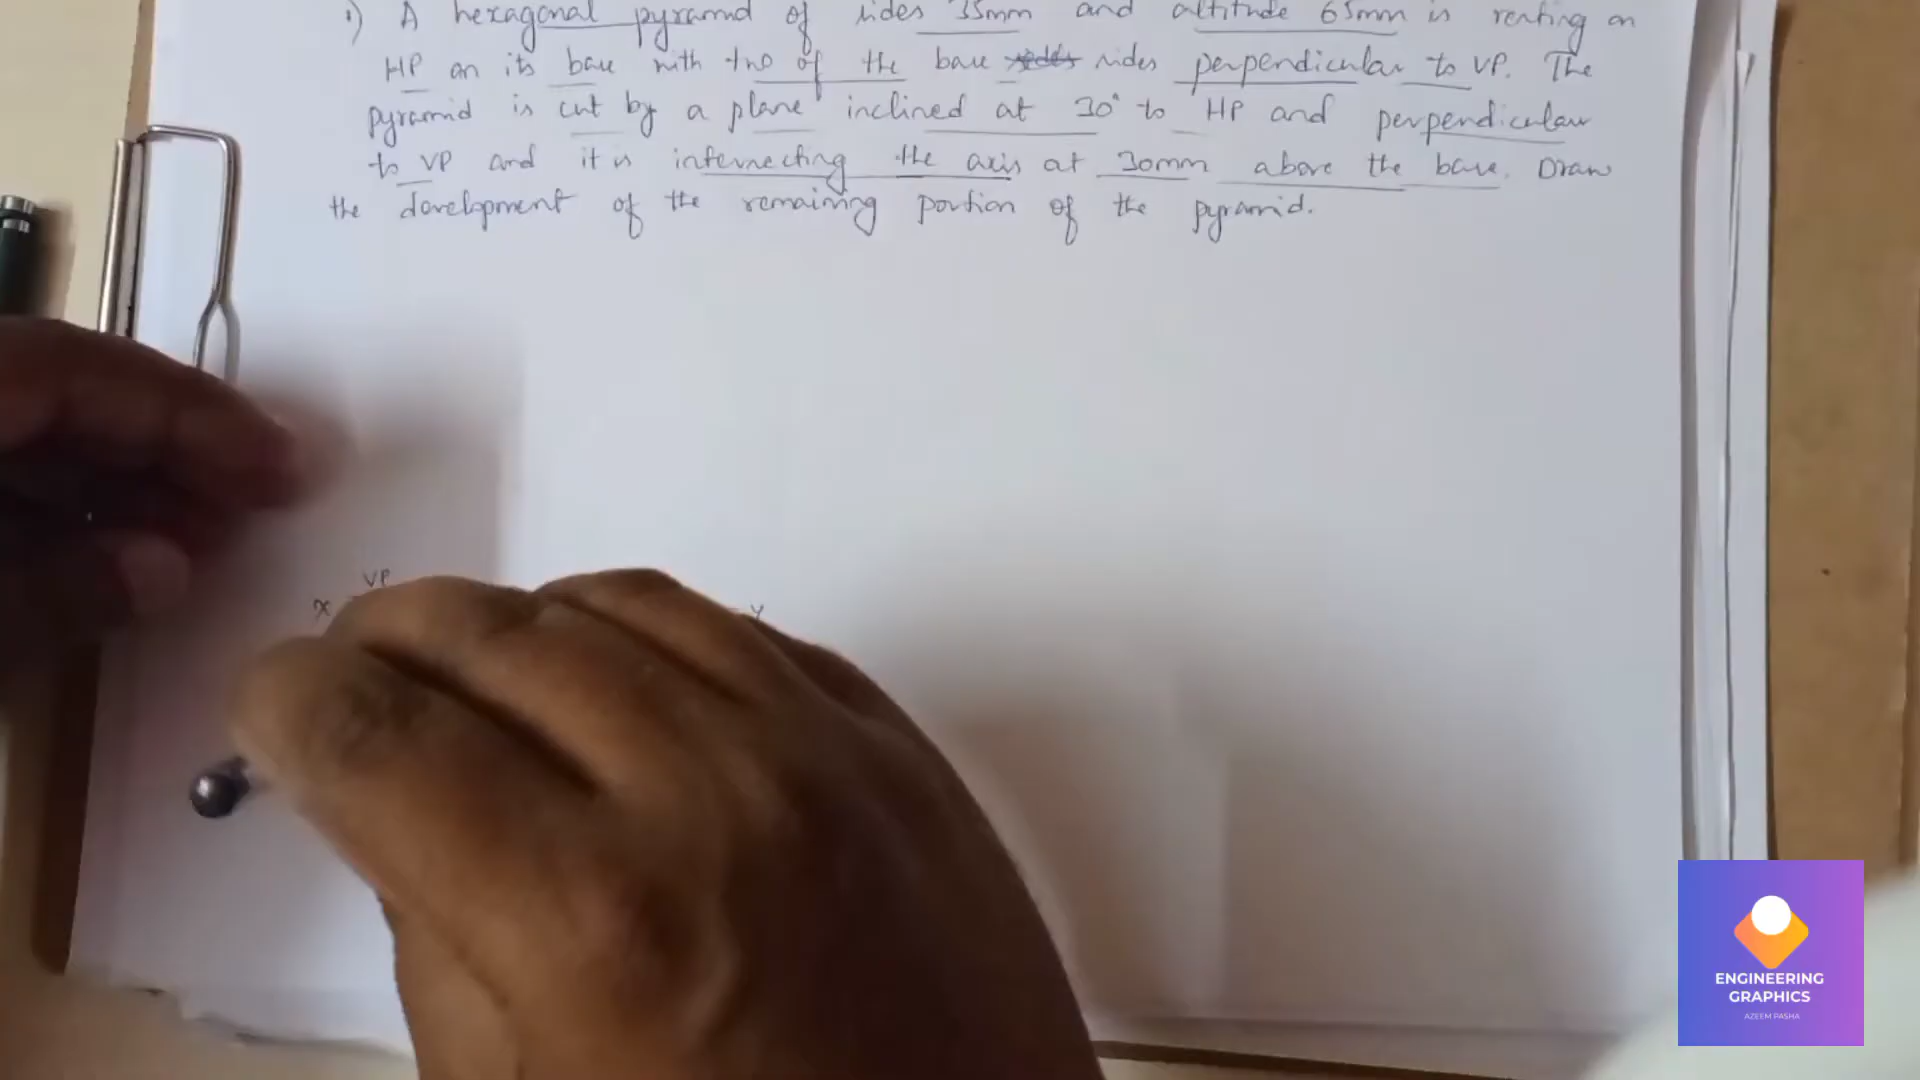 1) A hexagonal pyramid of sides 35mm and altitude 65mm is resting on
HP on its base with two of the base sides perpendicular to VP. The
pyramid is cut by a plane inclined at 30° to HP and perpendicular
to VP and it is intersecting the axis at 30mm above the base. Draw
the development of the remaining portion of the pyramid.
VP
X
Y
ENGINEERING
GRAPHICS
AZEEM PASHA